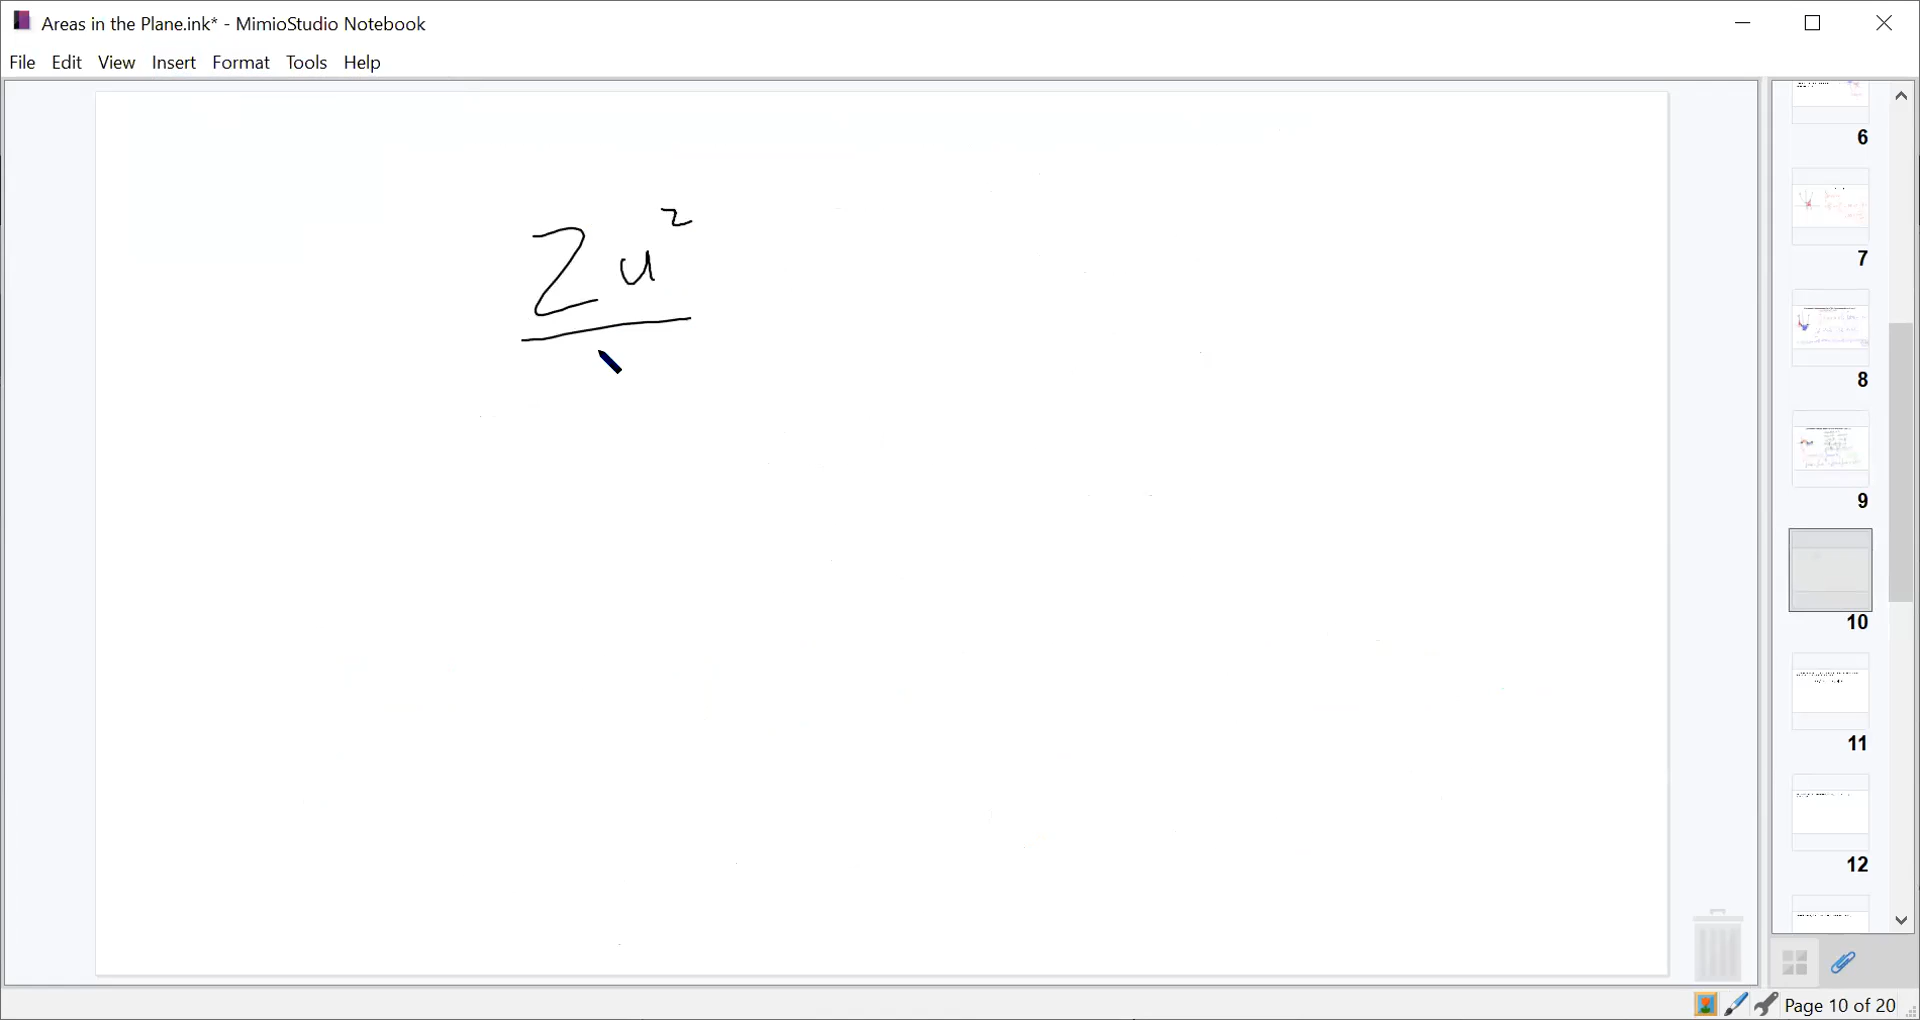 Areas in the Plane.ink* - MimioStudio Notebook
File Edit View Insert Format Tools Help
2u²
6
7
8
9
10
11
12
Page 10 of 20